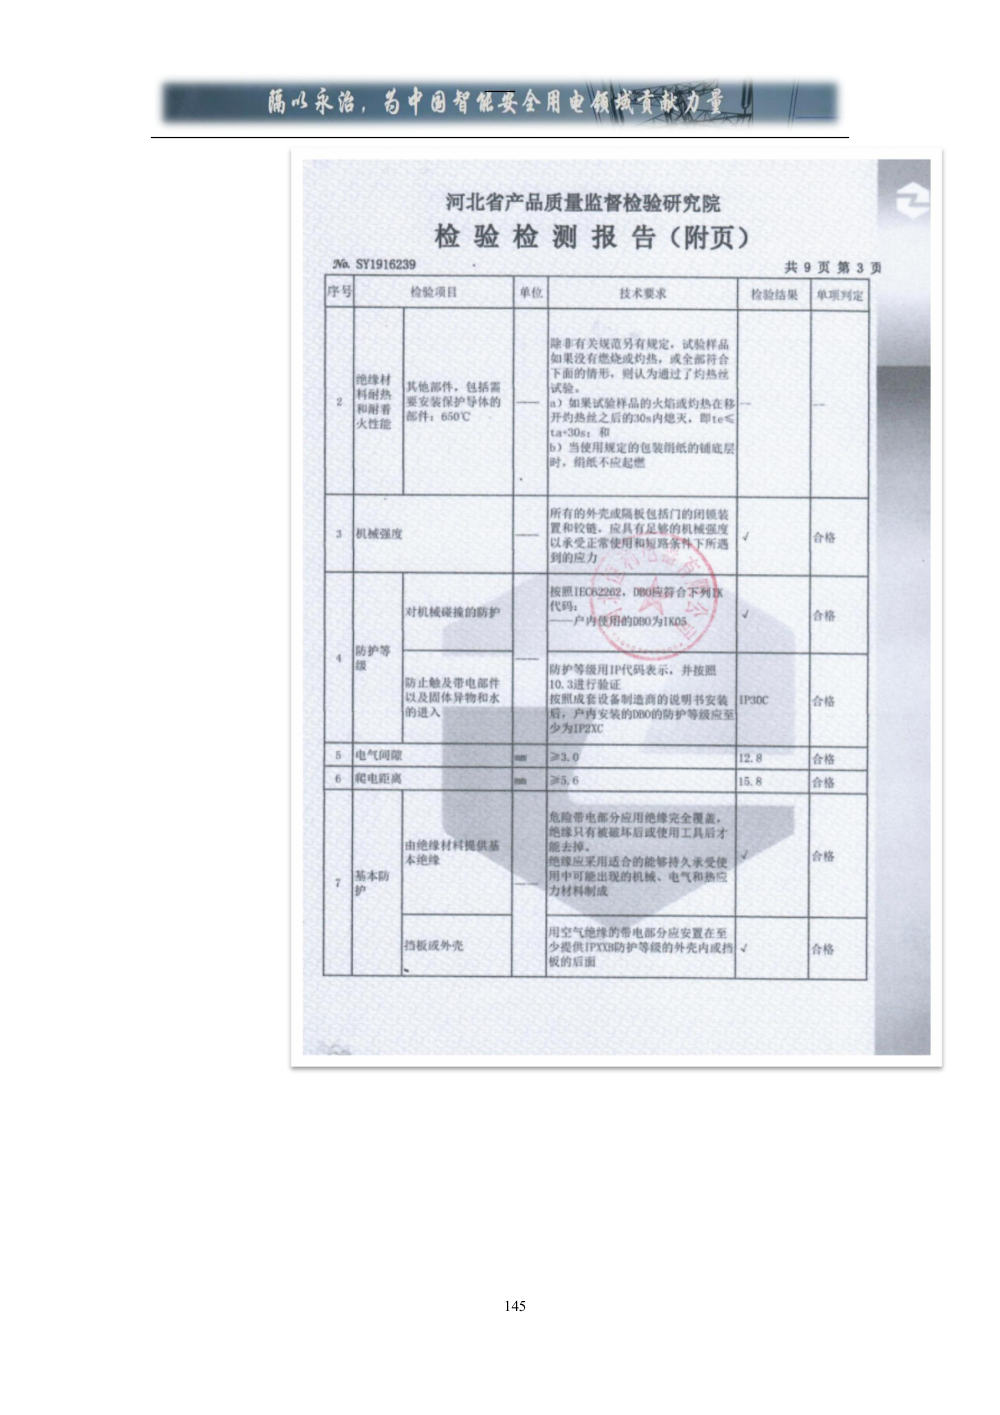 隔以永治，为中国智能安全用电领域贡献力量
河北省产品质量监督检验研究院
检验检测报告（附页）
No. SY1916239
共 9 页 第 3 页
序号 检验项目 单位 技术要求 检验结果 单项判定
2
绝缘材
料耐热
和耐着
火性能
其他部件，包括需
要安装保护导体的
部件：650℃
——
除非有关规范另有规定，试验样品
如果没有燃烧或灼热，或全部符合
下面的情形，则认为通过了灼热丝
试验。
a）如果试验样品的火焰或灼热在移
开灼热丝之后的30s内熄灭，即te≤
ta+30s；和
b）当使用规定的包装绢纸的铺底层
时，绢纸不应起燃
—
—
3
机械强度
——
所有的外壳或隔板包括门的闭锁装
置和铰链，应具有足够的机械强度
以承受正常使用和短路条件下所遇
到的应力
√
合格
4
防护等
级
对机械碰撞的防护
——
按照IEC62262，DBO应符合下列IK
代码：
——户内使用的DBO为IK05
√
合格
防止触及带电部件
以及固体异物和水
的进入
防护等级用IP代码表示，并按照
10.3进行验证
按照成套设备制造商的说明书安装
后，户内安装的DBO的防护等级应至
少为IP2XC
IP30C
合格
5 电气间隙 mm ≥3.0 12.8 合格
6 爬电距离 mm ≥5.6 15.8 合格
7
基本防
护
由绝缘材料提供基
本绝缘
——
危险带电部分应用绝缘完全覆盖，
绝缘只有被破坏后或使用工具后才
能去掉。
绝缘应采用适合的能够持久承受使
用中可能出现的机械、电气和热应
力材料制成
√
合格
挡板或外壳
用空气绝缘的带电部分应安置在至
少提供IPXXB防护等级的外壳内或挡
板的后面
√
合格
145